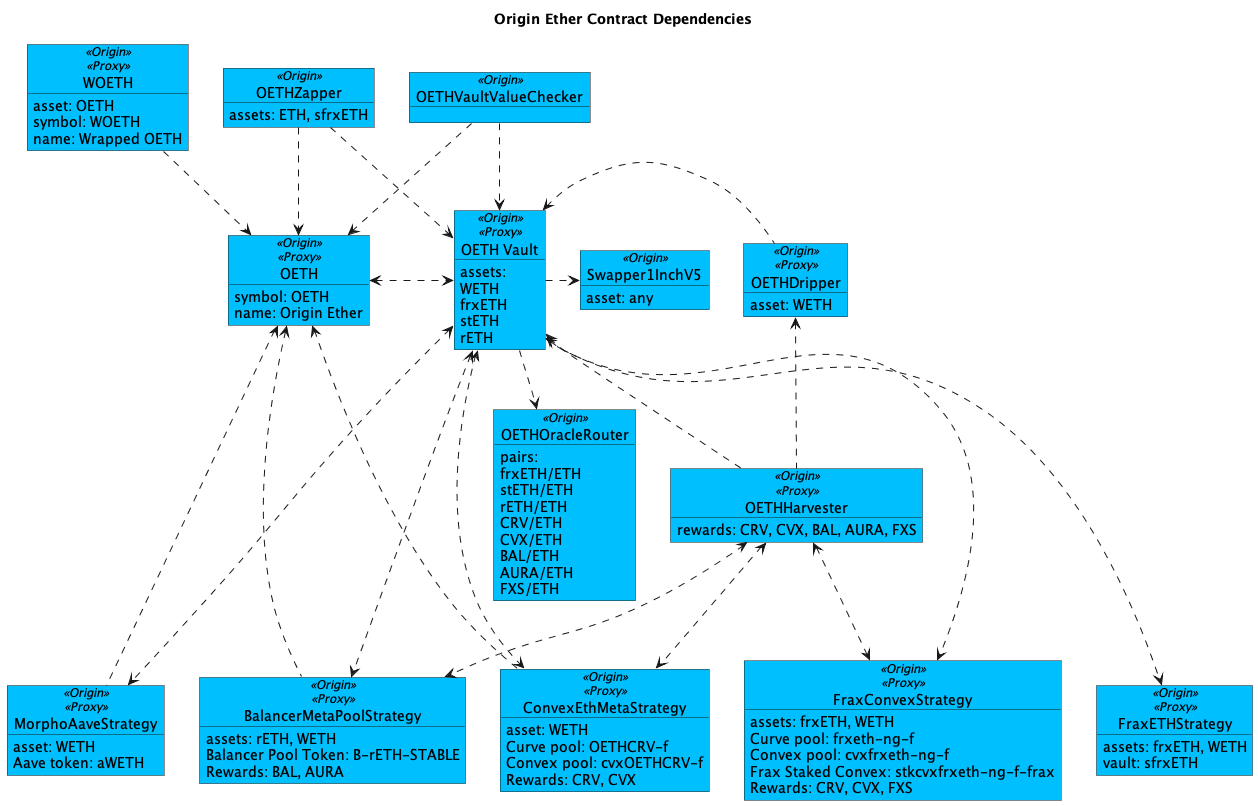 Origin Ether Contract Dependencies
«Origin»
«Proxy»
WOETH
asset: OETH
symbol: WOETH
name: Wrapped OETH
«Origin»
OETHZapper
assets: ETH, sfrxETH
«Origin»
OETHVaultValueChecker
«Origin»
«Proxy»
OETH
symbol: OETH
name: Origin Ether
«Origin»
«Proxy»
OETH Vault
assets:
WETH
frxETH
stETH
rETH
«Origin»
Swapper1InchV5
asset: any
«Origin»
«Proxy»
OETHDripper
asset: WETH
«Origin»
OETHOracleRouter
pairs:
frxETH/ETH
stETH/ETH
rETH/ETH
CRV/ETH
CVX/ETH
BAL/ETH
AURA/ETH
FXS/ETH
«Origin»
«Proxy»
OETHHarvester
rewards: CRV, CVX, BAL, AURA, FXS
«Origin»
«Proxy»
MorphoAaveStrategy
asset: WETH
Aave token: aWETH
«Origin»
«Proxy»
BalancerMetaPoolStrategy
assets: rETH, WETH
Balancer Pool Token: B-rETH-STABLE
Rewards: BAL, AURA
«Origin»
«Proxy»
ConvexEthMetaStrategy
asset: WETH
Curve pool: OETHCRV-f
Convex pool: cvxOETHCRV-f
Rewards: CRV, CVX
«Origin»
«Proxy»
FraxConvexStrategy
assets: frxETH, WETH
Curve pool: frxeth-ng-f
Convex pool: cvxfrxeth-ng-f
Frax Staked Convex: stkcvxfrxeth-ng-f-frax
Rewards: CRV, CVX, FXS
«Origin»
«Proxy»
FraxETHStrategy
assets: frxETH, WETH
vault: sfrxETH